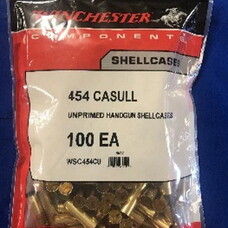 WINCHESTER
COMPONENTS
SHELLCASES
454 CASULL
UNPRIMED HANDGUN SHELLCASES
100 EA
WSC454CU